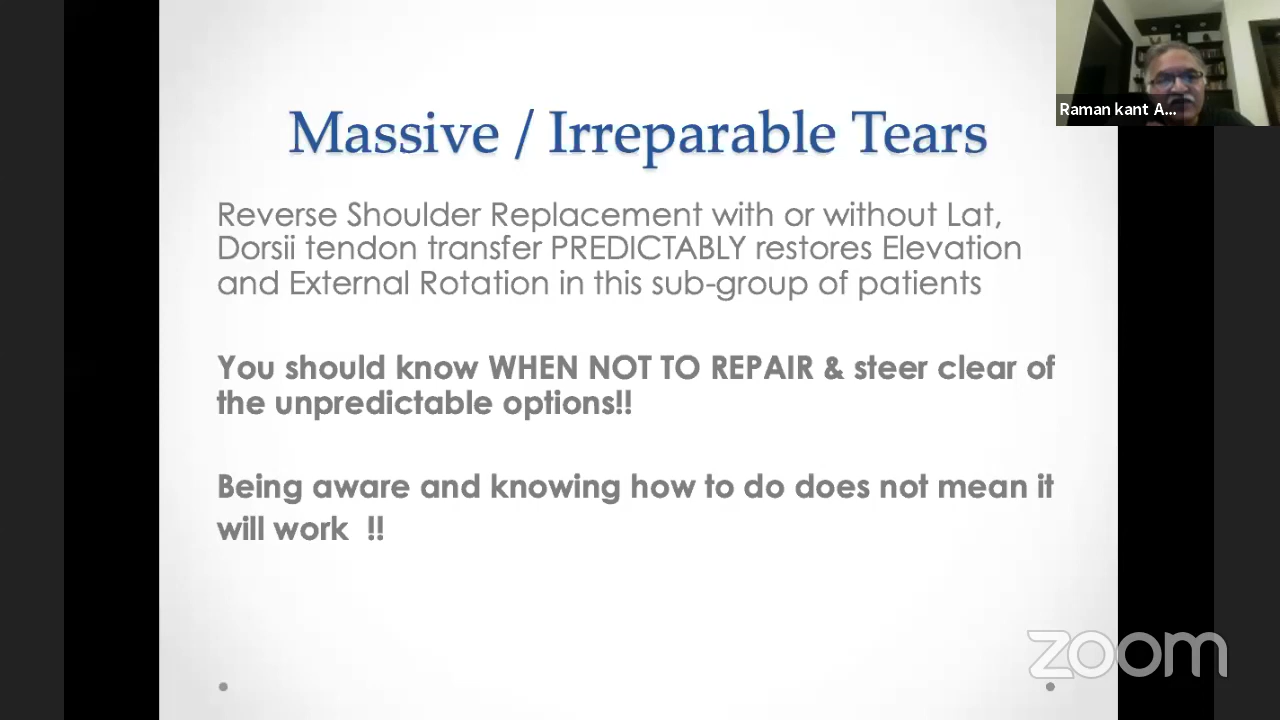 Massive / Irreparable Tears
Raman kant A...
Reverse Shoulder Replacement with or without Lat,
Dorsii tendon transfer PREDICTABLY restores Elevation
and External Rotation in this sub-group of patients
You should know WHEN NOT TO REPAIR & steer clear of
the unpredictable options!!
Being aware and knowing how to do does not mean it
will work !!
zoom